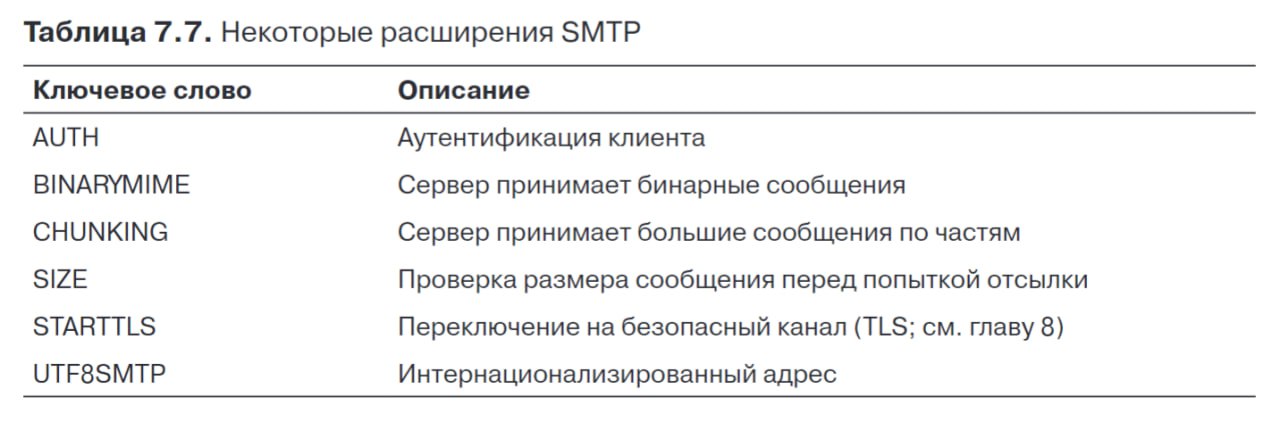 Таблица 7.7. Некоторые расширения SMTP
Ключевое слово Описание
AUTH Аутентификация клиента
BINARYMIME Сервер принимает бинарные сообщения
CHUNKING Сервер принимает большие сообщения по частям
SIZE Проверка размера сообщения перед попыткой отсылки
STARTTLS Переключение на безопасный канал (TLS; см. главу 8)
UTF8SMTP Интернационализированный адрес